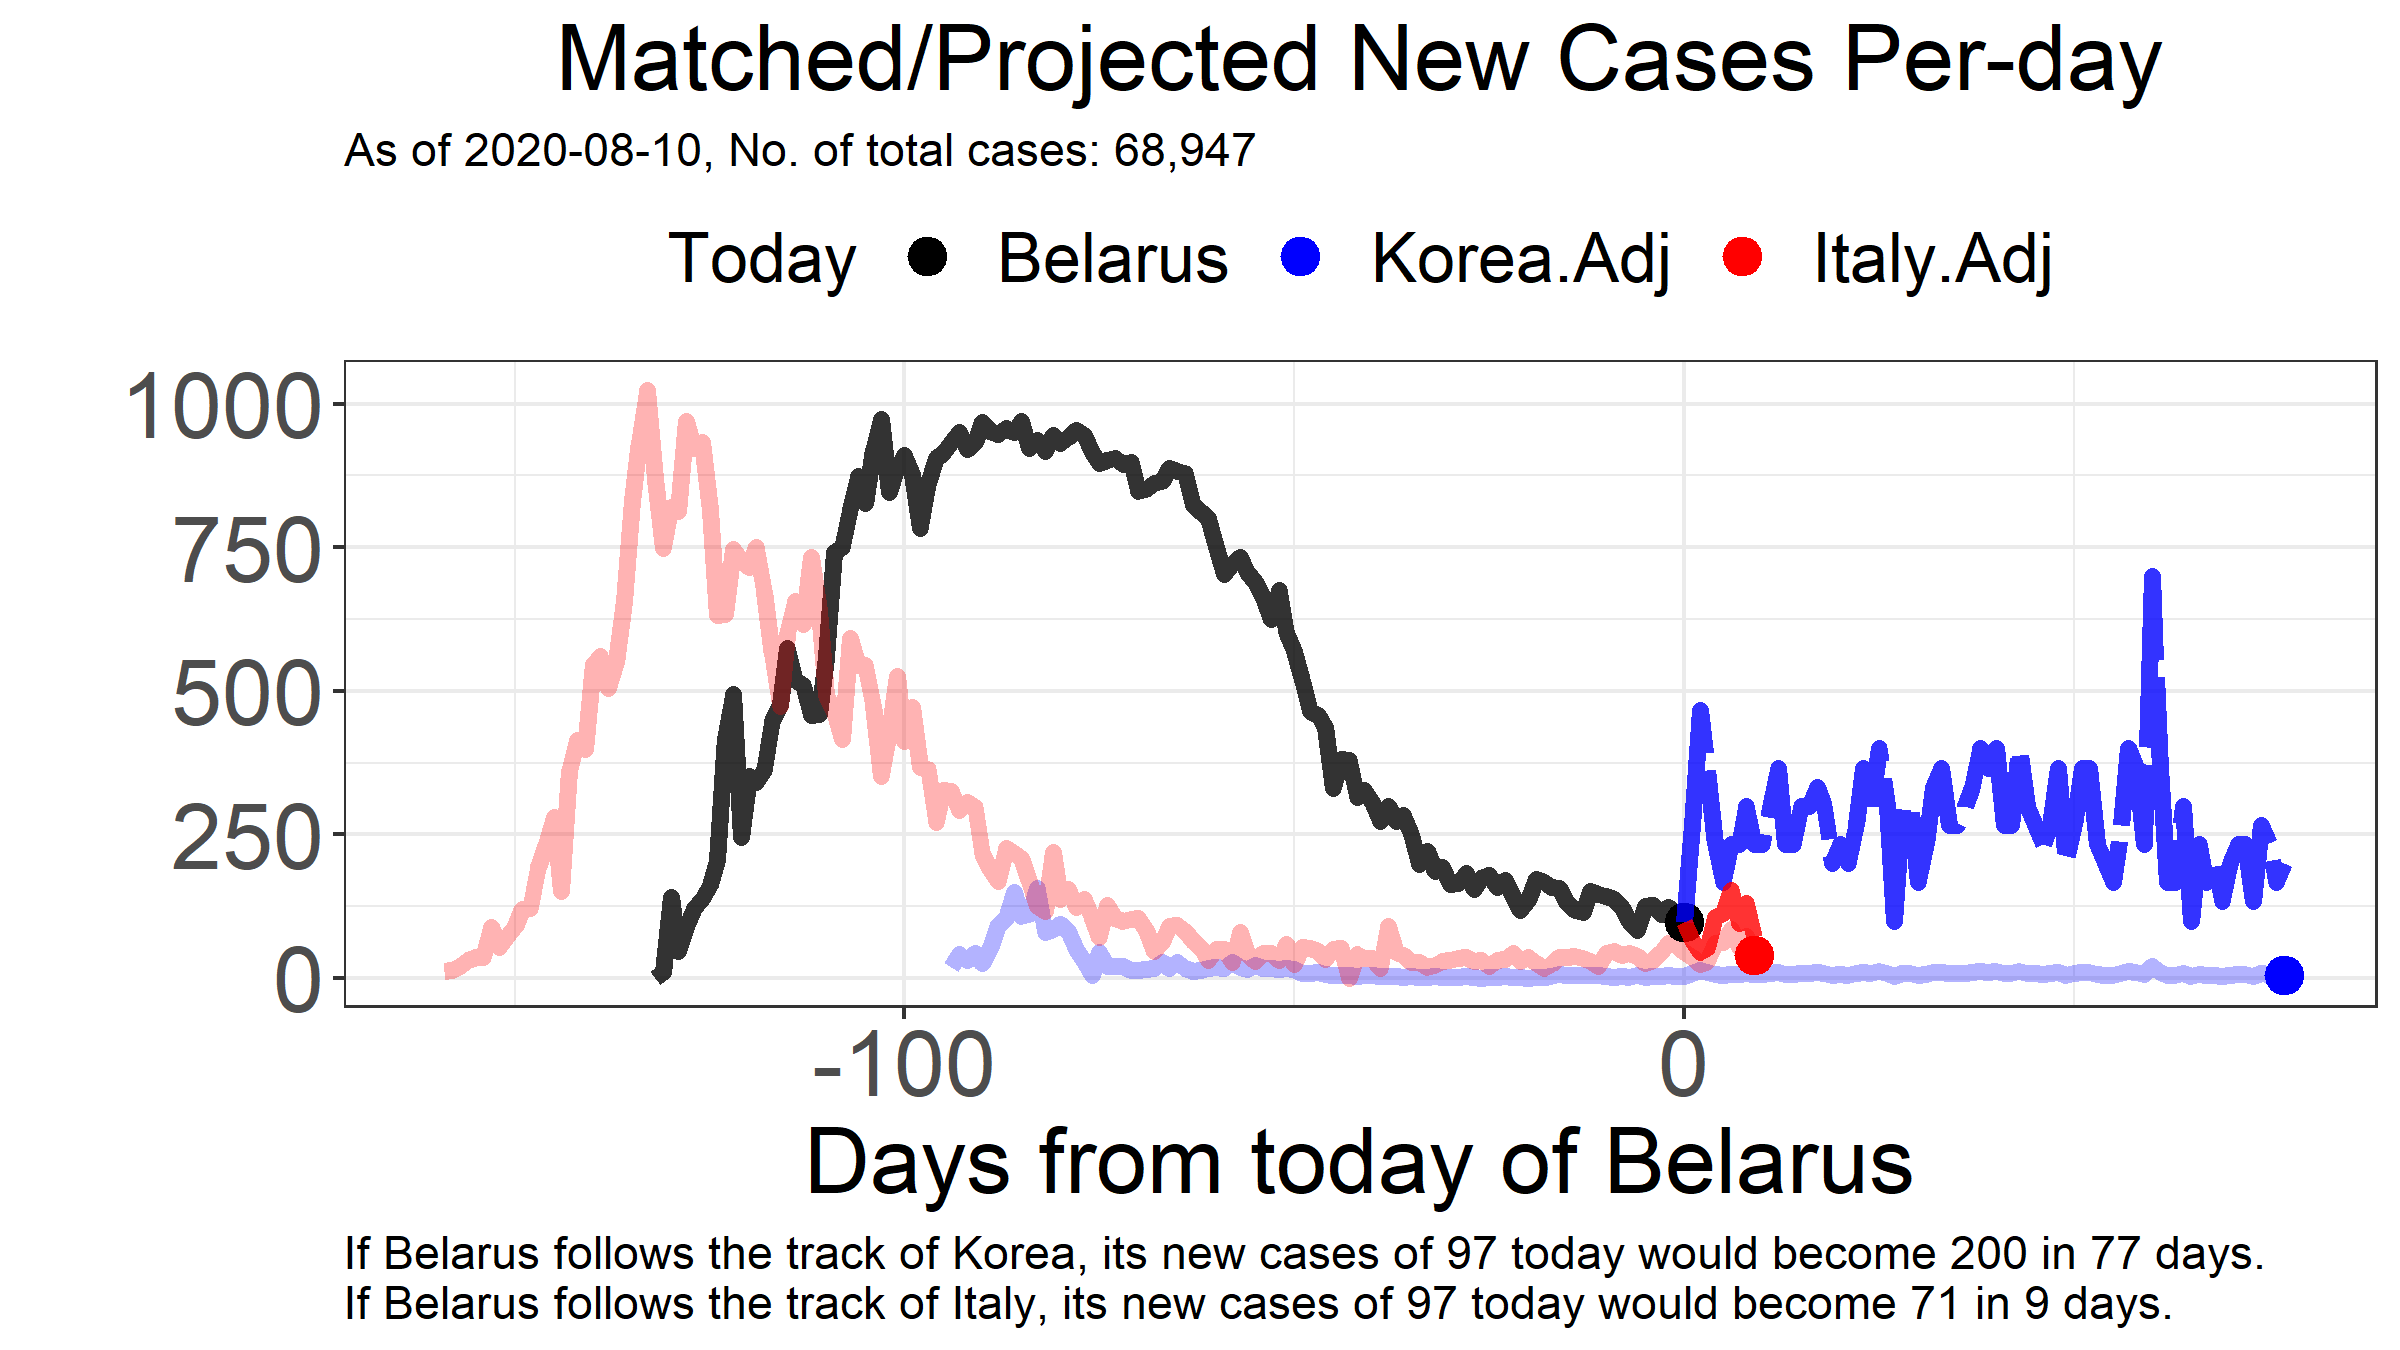 Matched/Projected New Cases Per-day
As of 2020-08-10, No. of total cases: 68,947
Today Belarus Korea.Adj Italy.Adj
1000
750
500
250
0
-100 0
Days from today of Belarus
If Belarus follows the track of Korea, its new cases of 97 today would become 200 in 77 days.
If Belarus follows the track of Italy, its new cases of 97 today would become 71 in 9 days.